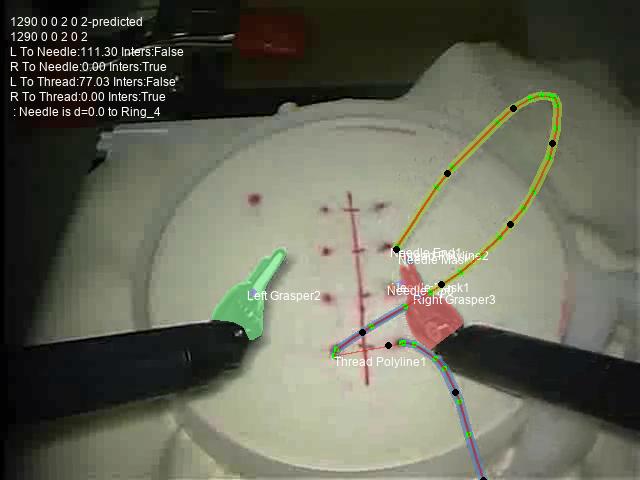 1290 0 0 2 0 2-predicted
1290 0 0 2 0 2
L To Needle:111.30 Inters:False
R To Needle:0.00 Inters:True
L To Thread:77.03 Inters:False
R To Thread:0.00 Inters:True
: Needle is d=0.0 to Ring_4
Needle End1
Thread Polyline2
Needle Mask
Left Grasper2
Right Grasper3
Thread Polyline1